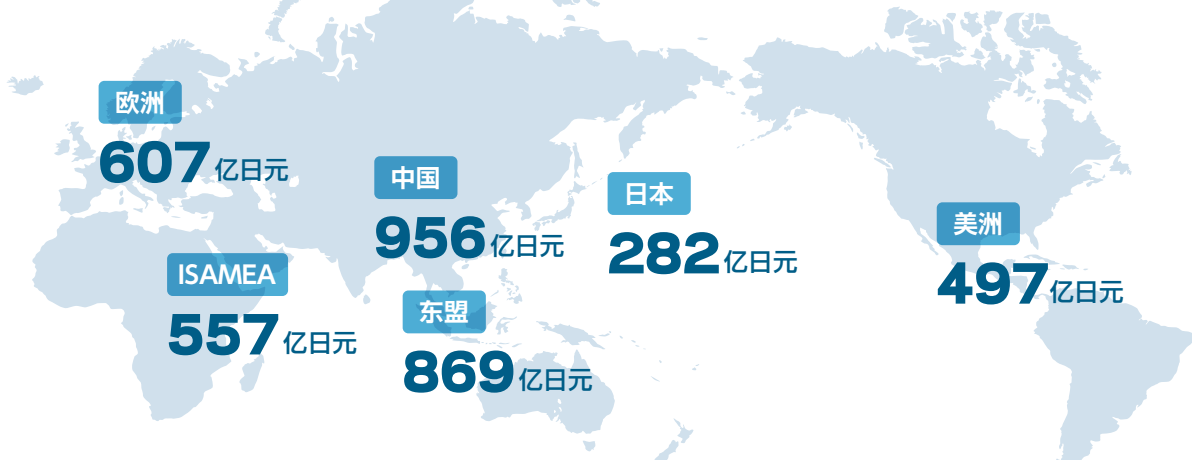 欧洲
607亿日元
中国
956亿日元
日本
282亿日元
美洲
497亿日元
ISAMEA
557亿日元
东盟
869亿日元